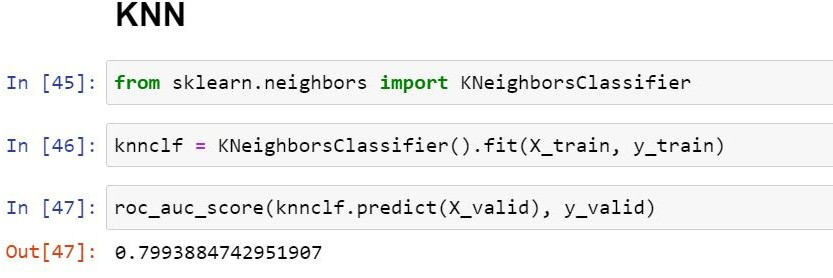 KNN
In [45]: from sklearn.neighbors import KNeighborsClassifier
In [46]: knnclf = KNeighborsClassifier().fit(X_train, y_train)
In [47]: roc_auc_score(knnclf.predict(X_valid), y_valid)
Out[47]: 0.7993884742951907